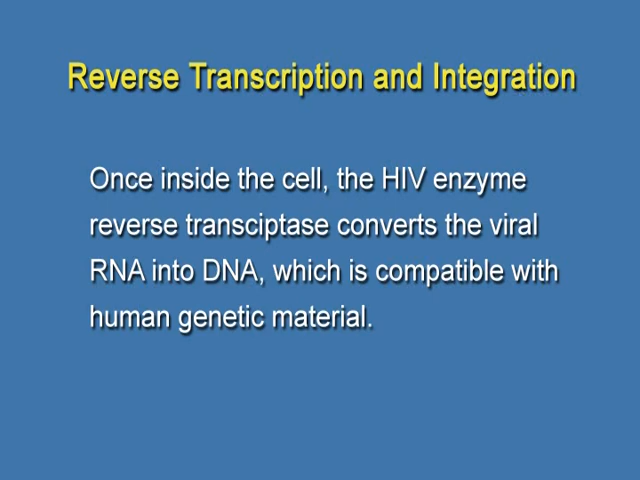 Reverse Transcription and Integration
Once inside the cell, the HIV enzyme
reverse transciptase converts the viral
RNA into DNA, which is compatible with
human genetic material.